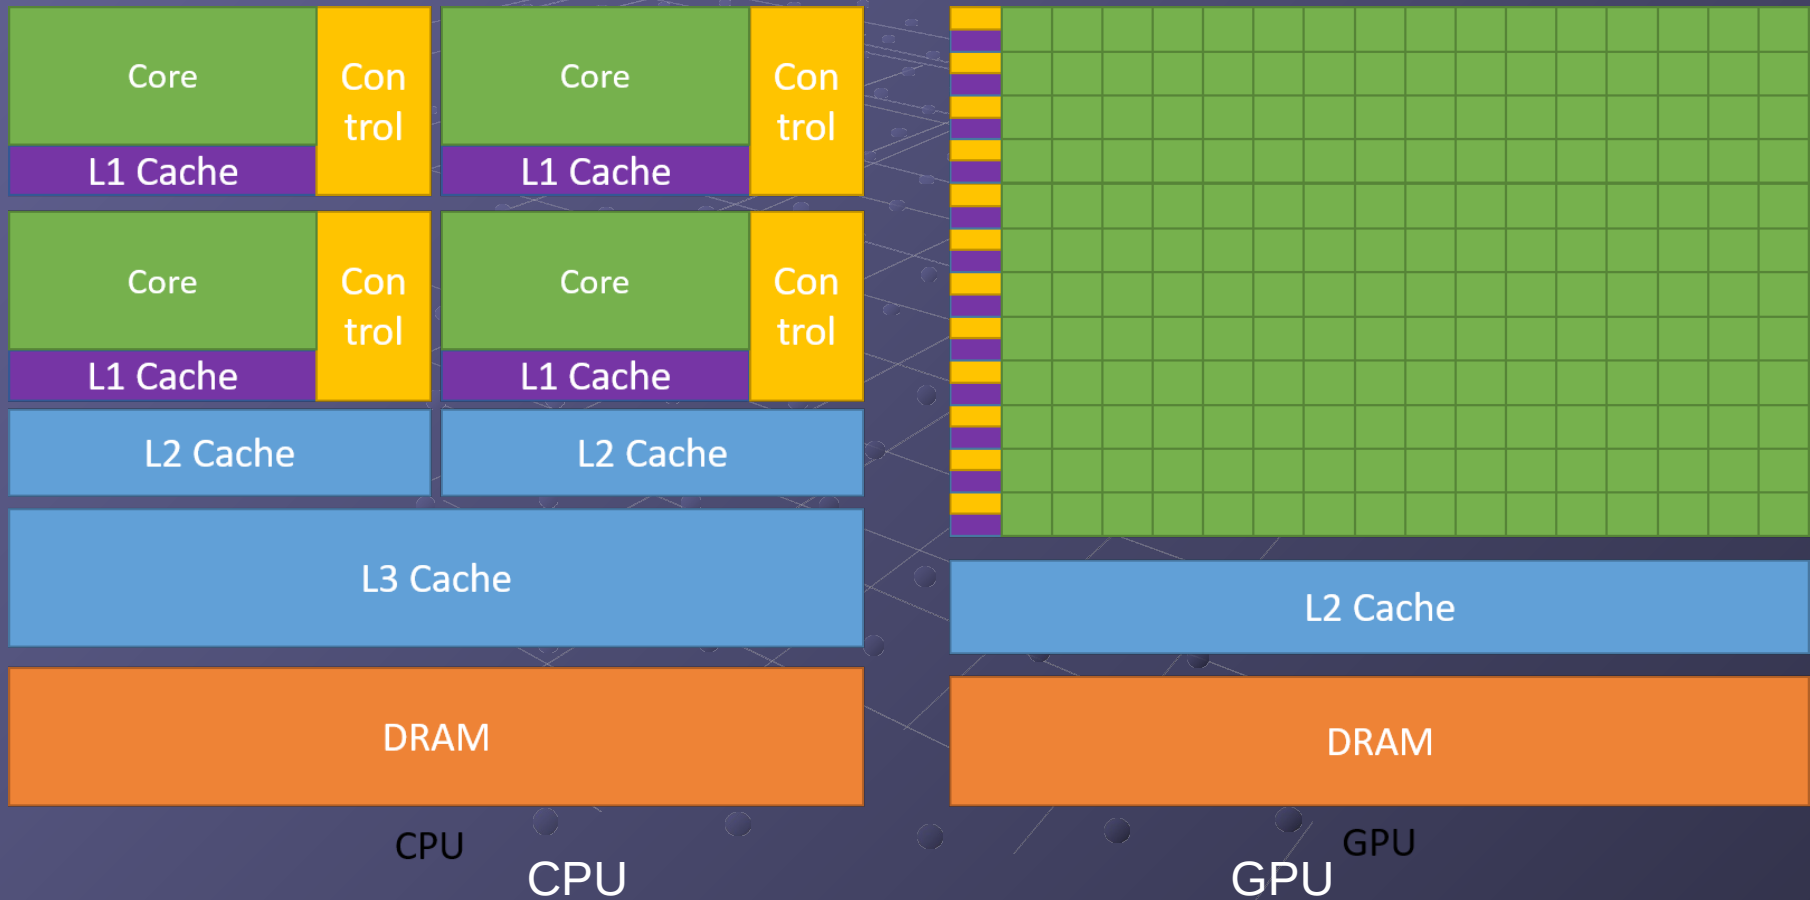 Core
Con
trol
L1 Cache
Core
Con
trol
L1 Cache
Core
Con
trol
L1 Cache
Core
Con
trol
L1 Cache
L2 Cache
L2 Cache
L3 Cache
DRAM
CPU
CPU
L2 Cache
DRAM
GPU
GPU